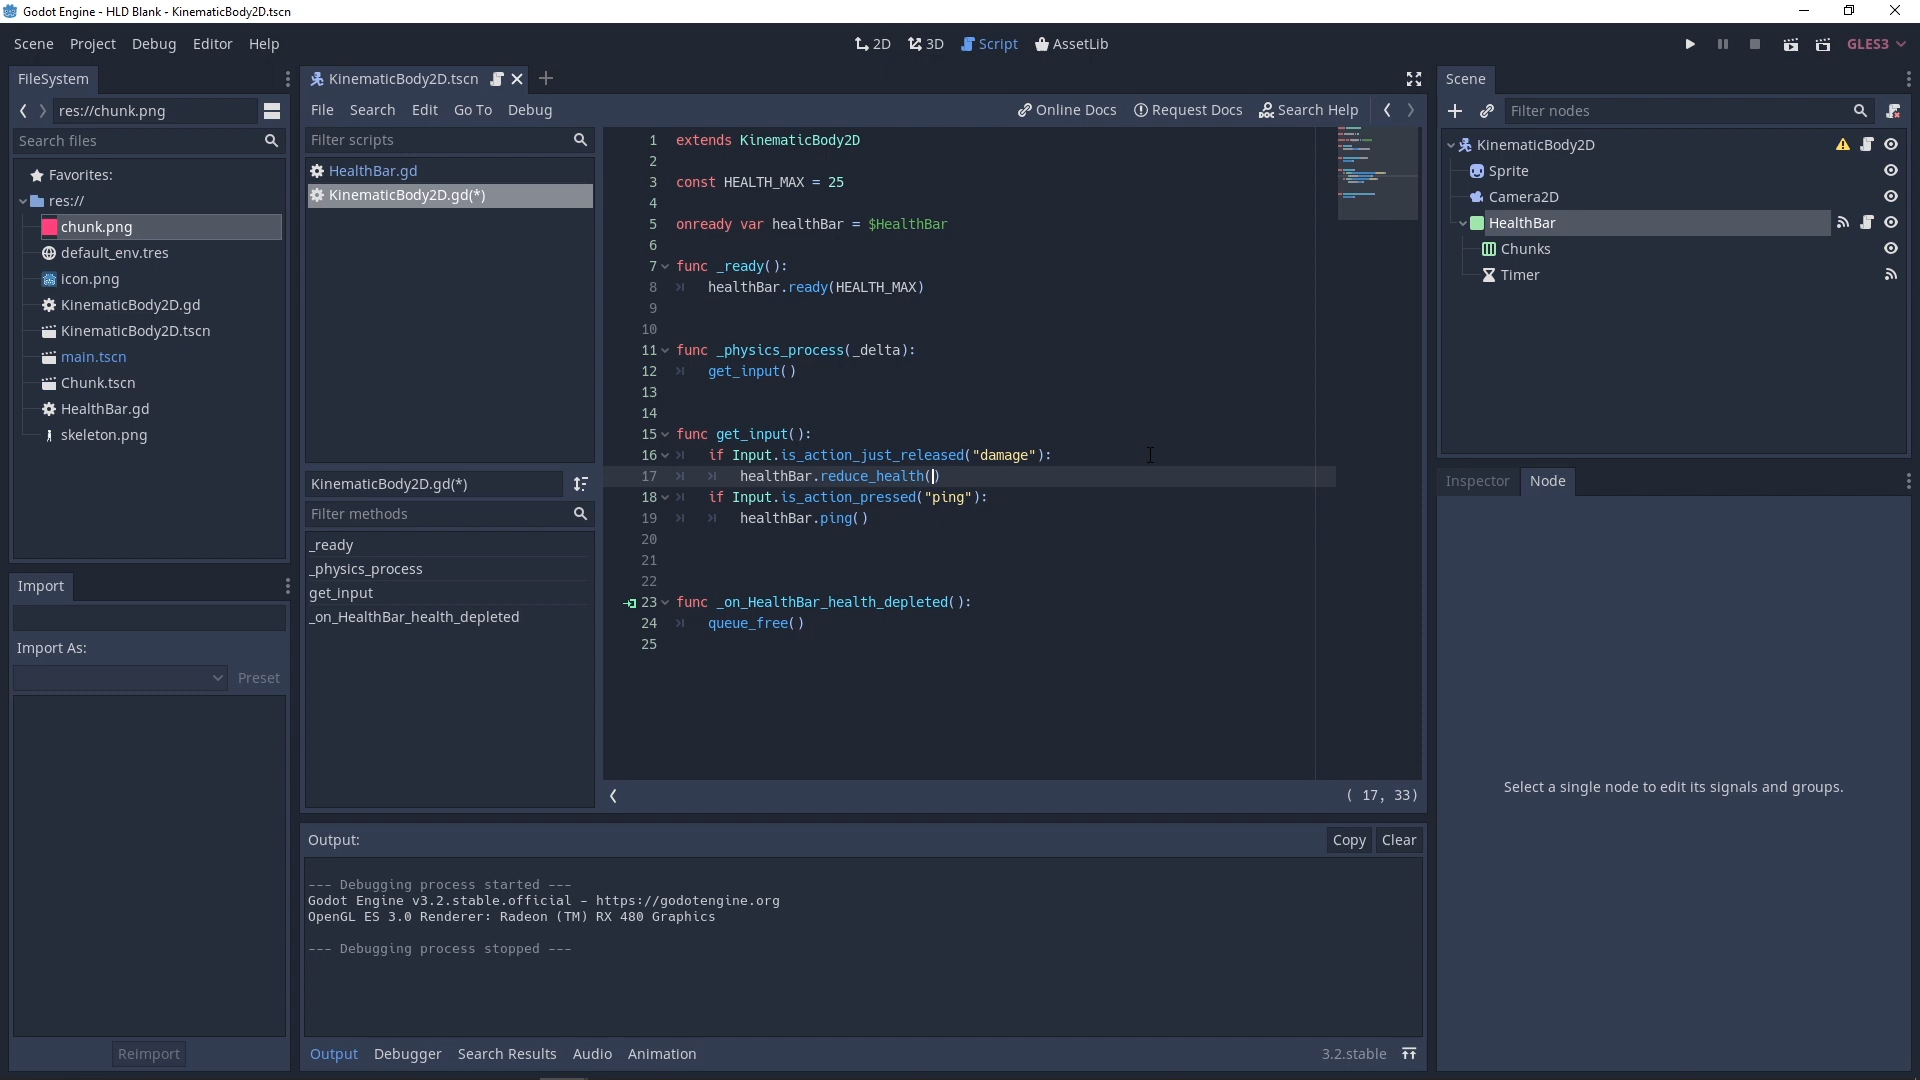 Godot Engine - HLD Blank - KinematicBody2D.tscn
Scene Project Debug Editor Help
2D 3D Script AssetLib
GLES3
FileSystem
res://chunk.png
Search files
Favorites:
res://
chunk.png
default_env.tres
icon.png
KinematicBody2D.gd
KinematicBody2D.tscn
main.tscn
Chunk.tscn
HealthBar.gd
skeleton.png
Import
Import As:
Preset
Reimport
KinematicBody2D.tscn
File Search Edit Go To Debug
Online Docs Request Docs Search Help
Filter scripts
HealthBar.gd
KinematicBody2D.gd(*)
KinematicBody2D.gd(*)
Filter methods
_ready
_physics_process
get_input
_on_HealthBar_health_depleted
1 extends KinematicBody2D
2
3 const HEALTH_MAX = 25
4
5 onready var healthBar = $HealthBar
6
7 func _ready():
8 healthBar.ready(HEALTH_MAX)
9
10
11 func _physics_process(_delta):
12 get_input()
13
14
15 func get_input():
16 if Input.is_action_just_released("damage"):
17 healthBar.reduce_health()
18 if Input.is_action_pressed("ping"):
19 healthBar.ping()
20
21
22
23 func _on_HealthBar_health_depleted():
24 queue_free()
25
( 17, 33)
Output:
Copy Clear
--- Debugging process started ---
Godot Engine v3.2.stable.official - https://godotengine.org
OpenGL ES 3.0 Renderer: Radeon (TM) RX 480 Graphics
--- Debugging process stopped ---
Output Debugger Search Results Audio Animation
3.2.stable
Scene
Filter nodes
KinematicBody2D
Sprite
Camera2D
HealthBar
Chunks
Timer
Inspector Node
Select a single node to edit its signals and groups.